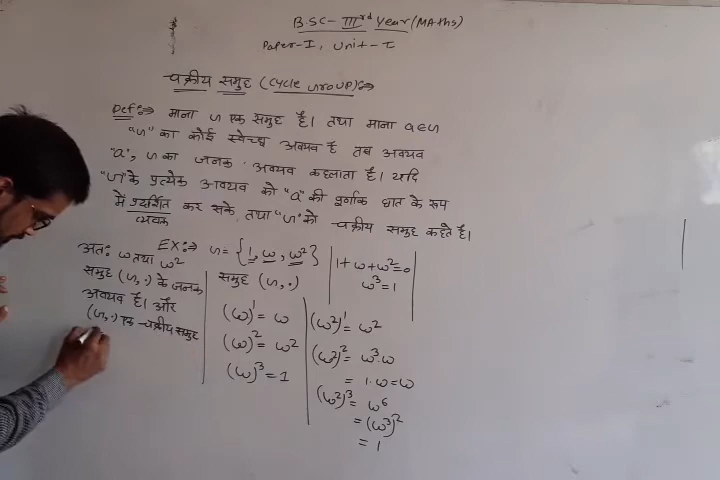 B.SC- IIIrd Year (MAths)
Paper-I, Unit-I
चक्रीय समुह (Cycle Group):⇒
Def:⇒ माना G एक समुह है। तथा माना a∈G
"G" का कोई स्वेच्छ अवयव है तब अवयव
"a", G का जनक अवयव कहलाता है। यदि
"G" के प्रत्येक अवयव को "a" की पूर्णांक घात के रूप
में प्रदर्शित कर सके, तथा "G" को चक्रीय समुह कहते है।
व्यक्त
EX:⇒ G = {1, ω, ω²}
1+ω+ω²=0
ω³=1
अतः ω तथा ω²
समुह (G, .) के जनक
अवयव है। और
(G, .) एक चक्रीय समुह
समुह (G, .)
(ω)¹ = ω
(ω)² = ω²
(ω)³ = 1
(ω²)¹ = ω²
(ω²)² = ω³.ω
= 1.ω=ω
(ω²)³ = ω⁶
= (ω³)²
= 1